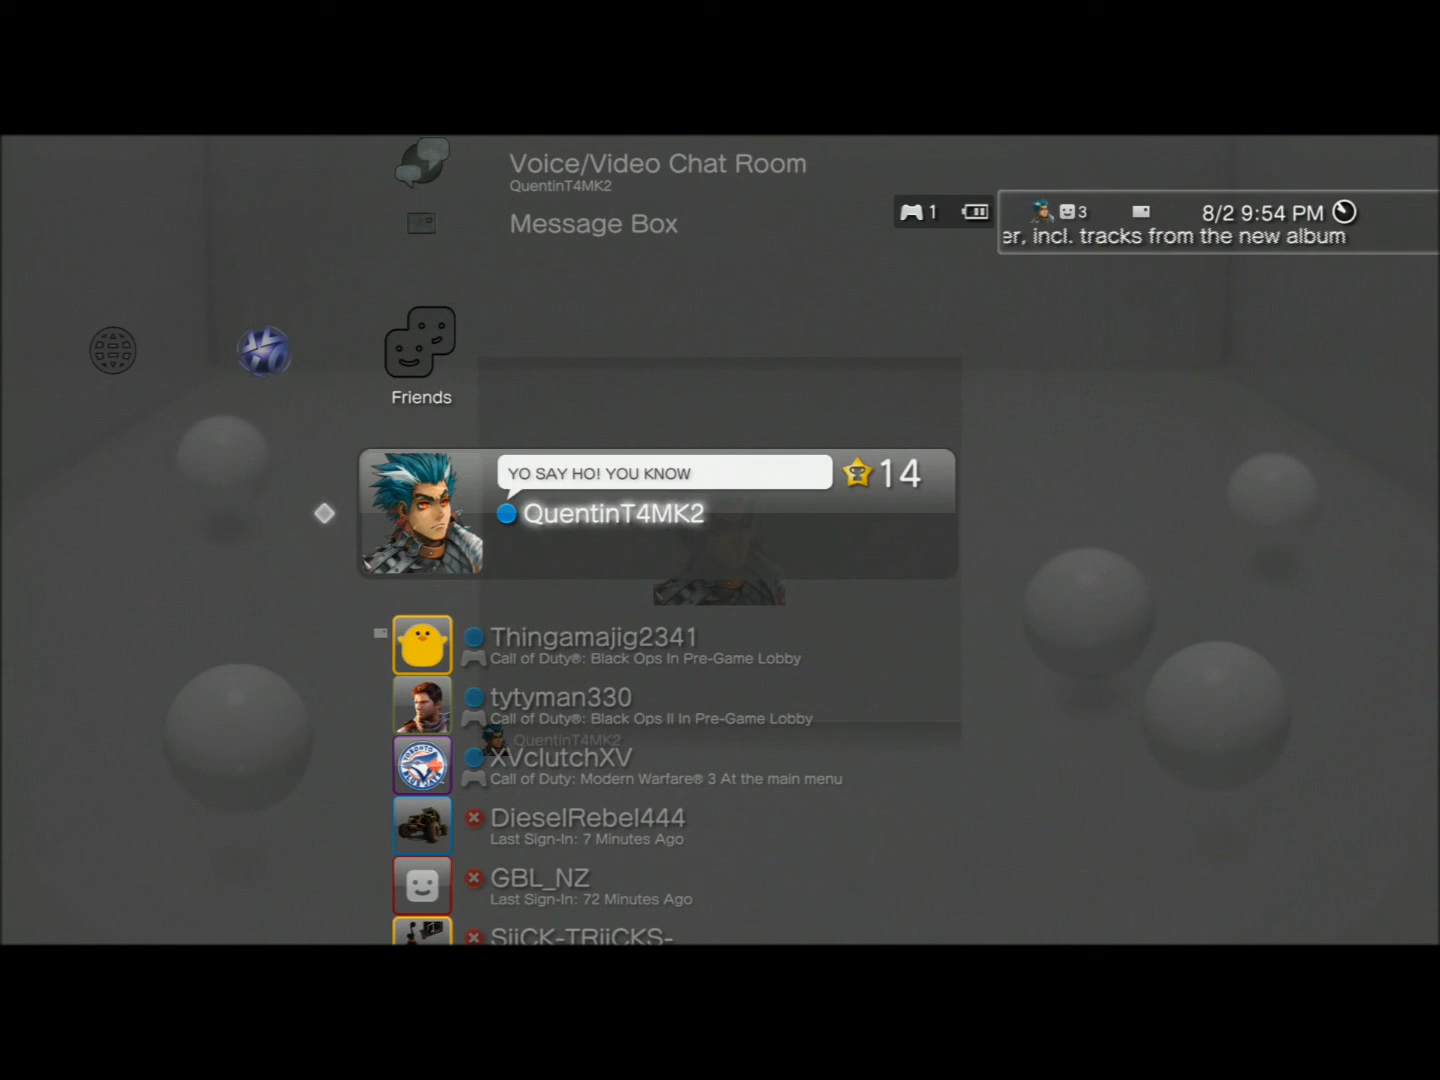 Voice/Video Chat Room
QuentinT4MK2
Message Box
1
3
8/2 9:54 PM
er, incl. tracks from the new album
Friends
YO SAY HO! YOU KNOW
14
QuentinT4MK2
Thingamajig2341
Call of Duty®: Black Ops In Pre-Game Lobby
tytyman330
Call of Duty®: Black Ops II In Pre-Game Lobby
QuentinT4MK2
XVclutchXV
Call of Duty: Modern Warfare® 3 At the main menu
DieselRebel444
Last Sign-In: 7 Minutes Ago
GBL_NZ
Last Sign-In: 72 Minutes Ago
SiiCK-TRiiCKS-